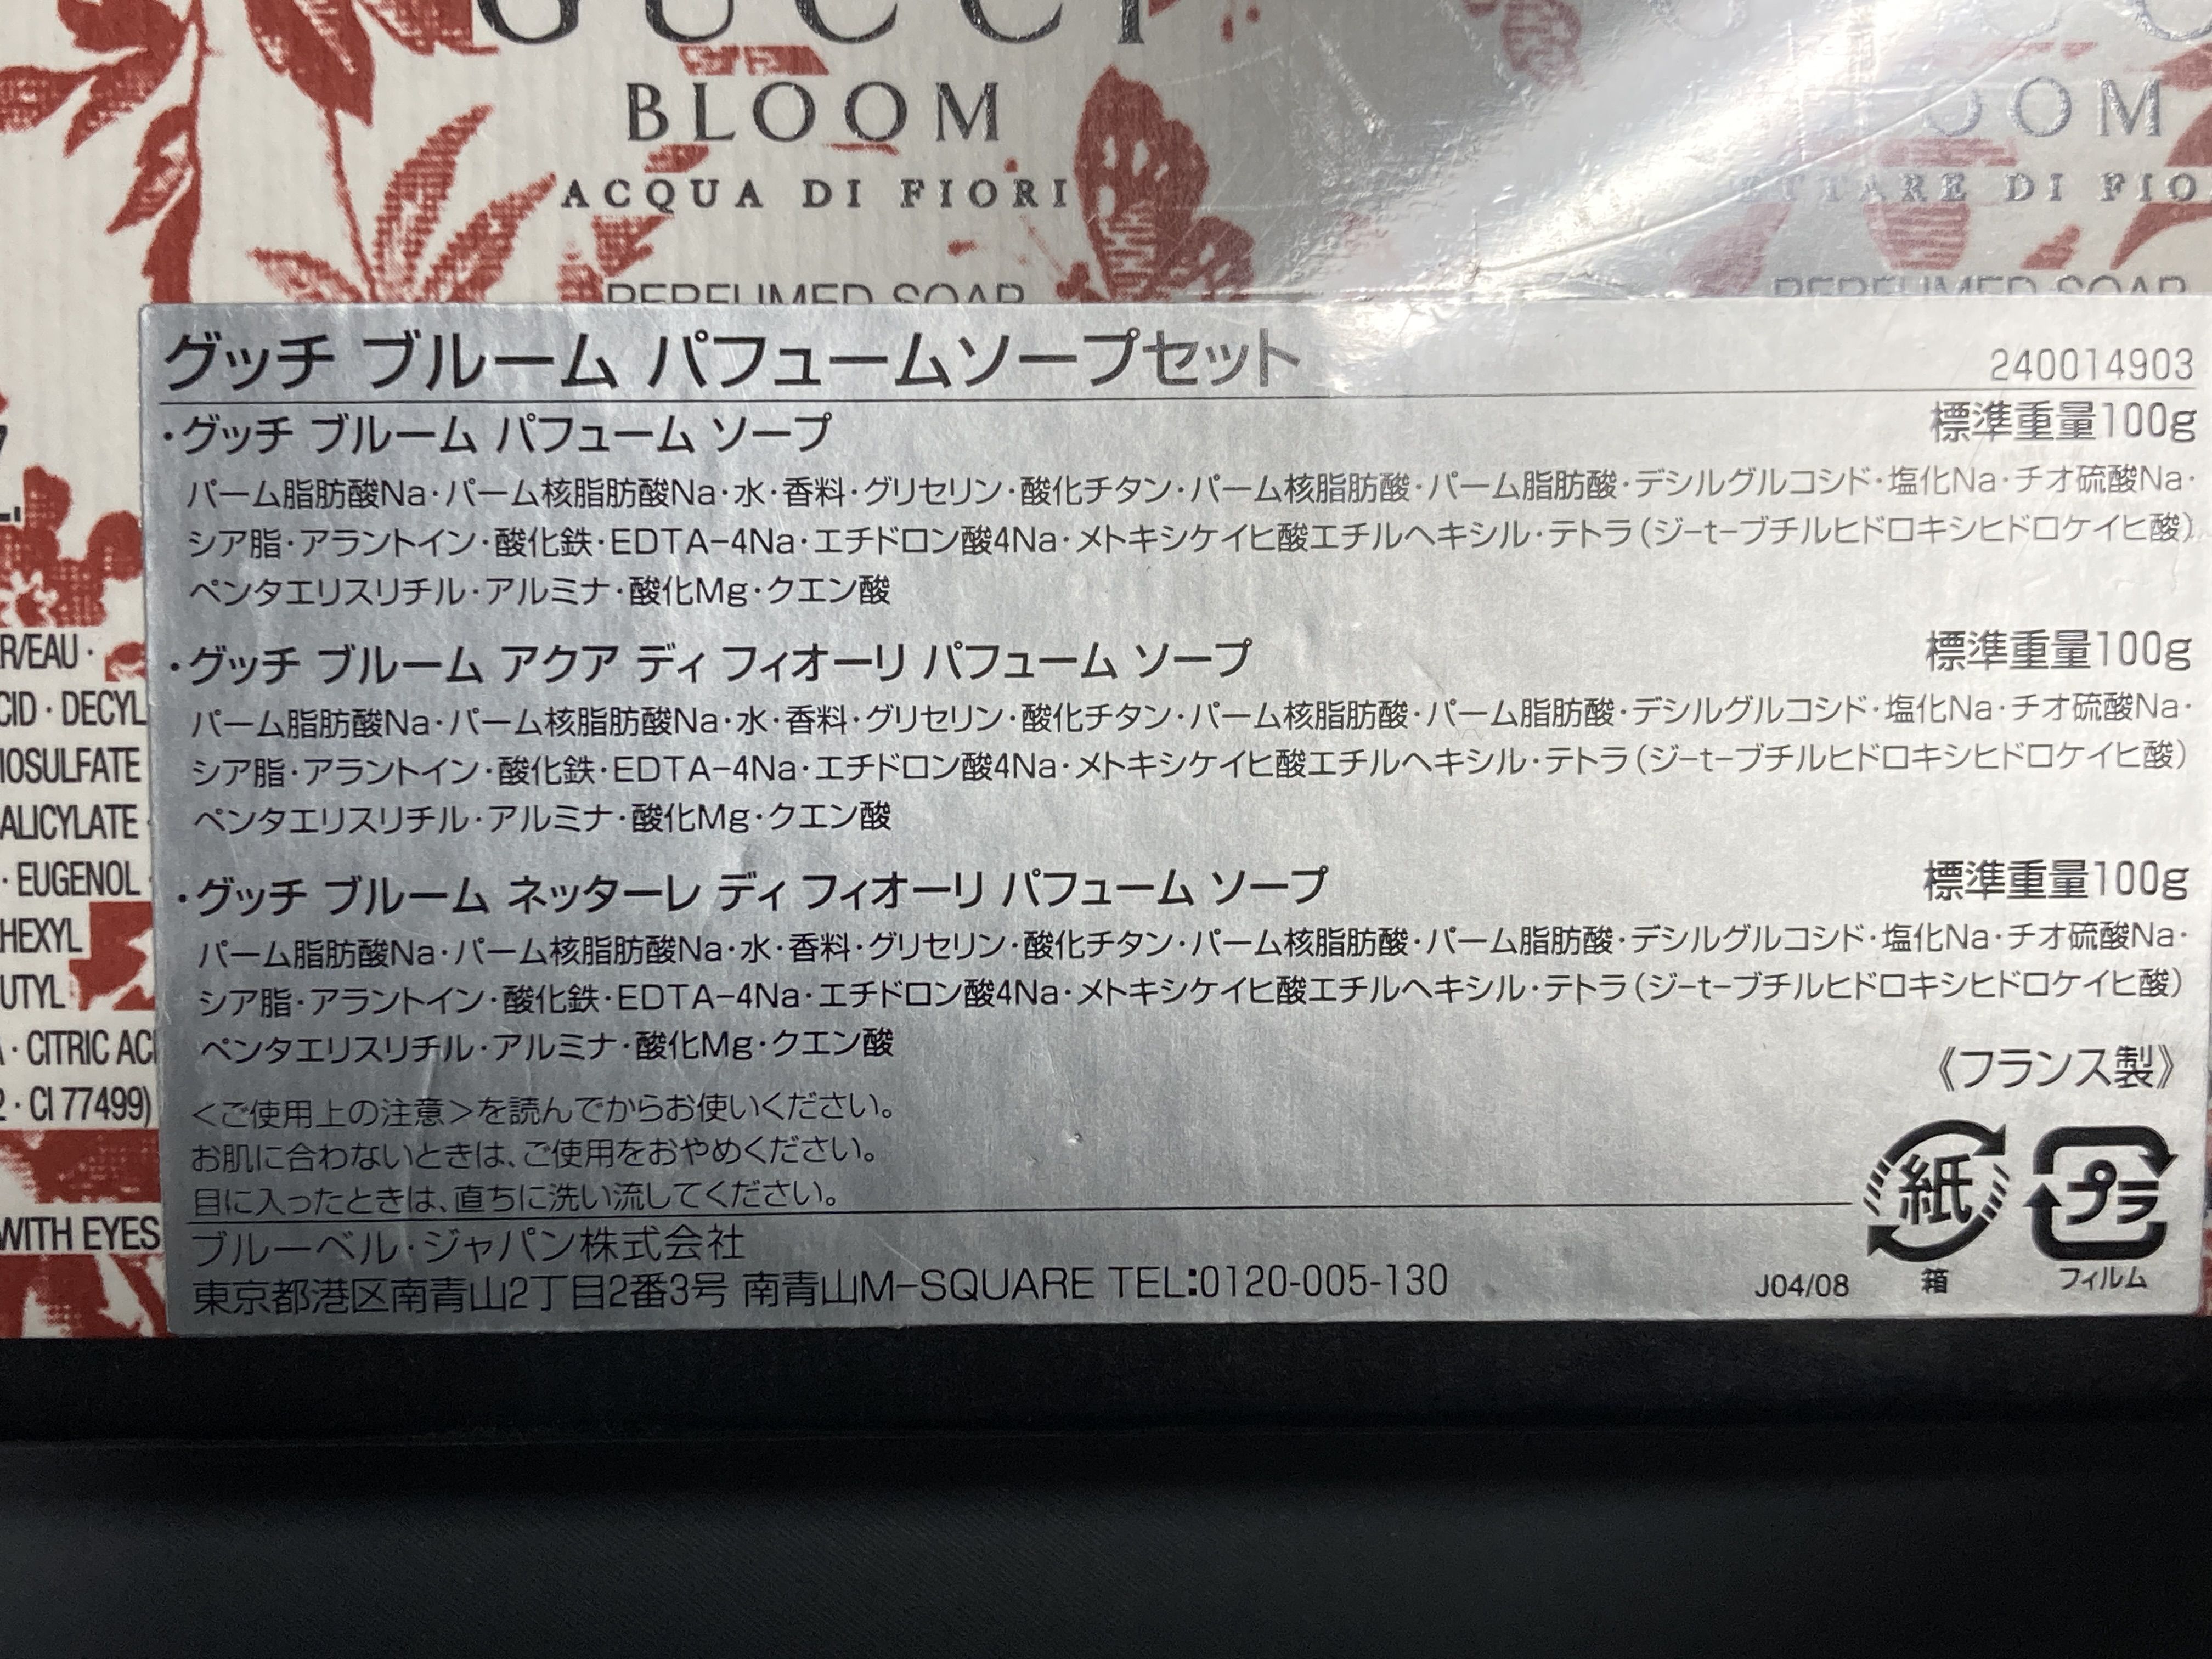 GUCCI
BLOOM
ACQUA DI FIORI
PERFUMED SOAP
OOM
TTARE DI FIO
PERFUMED SOAP
グッチ ブルーム パフュームソープセット
240014903
・グッチ ブルーム パフューム ソープ
標準重量100g
パーム脂肪酸Na・パーム核脂肪酸Na・水・香料・グリセリン・酸化チタン・パーム核脂肪酸・パーム脂肪酸・デシルグルコシド・塩化Na・チオ硫酸Na・
シア脂・アラントイン・酸化鉄・EDTA-4Na・エチドロン酸4Na・メトキシケイヒ酸エチルヘキシル・テトラ(ジ-t-ブチルヒドロキシヒドロケイヒ酸)
ペンタエリスリチル・アルミナ・酸化Mg・クエン酸
・グッチ ブルーム アクア ディ フィオーリ パフューム ソープ
標準重量100g
パーム脂肪酸Na・パーム核脂肪酸Na・水・香料・グリセリン・酸化チタン・パーム核脂肪酸・パーム脂肪酸・デシルグルコシド・塩化Na・チオ硫酸Na・
シア脂・アラントイン・酸化鉄・EDTA-4Na・エチドロン酸4Na・メトキシケイヒ酸エチルヘキシル・テトラ(ジ-t-ブチルヒドロキシヒドロケイヒ酸)
ペンタエリスリチル・アルミナ・酸化Mg・クエン酸
・グッチ ブルーム ネッターレ ディ フィオーリ パフューム ソープ
標準重量100g
パーム脂肪酸Na・パーム核脂肪酸Na・水・香料・グリセリン・酸化チタン・パーム核脂肪酸・パーム脂肪酸・デシルグルコシド・塩化Na・チオ硫酸Na・
シア脂・アラントイン・酸化鉄・EDTA-4Na・エチドロン酸4Na・メトキシケイヒ酸エチルヘキシル・テトラ(ジ-t-ブチルヒドロキシヒドロケイヒ酸)
ペンタエリスリチル・アルミナ・酸化Mg・クエン酸
《フランス製》
<ご使用上の注意>を読んでからお使いください。
お肌に合わないときは、ご使用をおやめください。
目に入ったときは、直ちに洗い流してください。
ブルーベル・ジャパン株式会社
東京都港区南青山2丁目2番3号 南青山M-SQUARE TEL:0120-005-130
J04/08
紙
箱
プラ
フィルム
R/EAU ·
CID · DECYL
IOSULFATE
ALICYLATE ·
· EUGENOL ·
HEXYL
UTYL
A · CITRIC ACI
2 · CI 77499)
WITH EYES